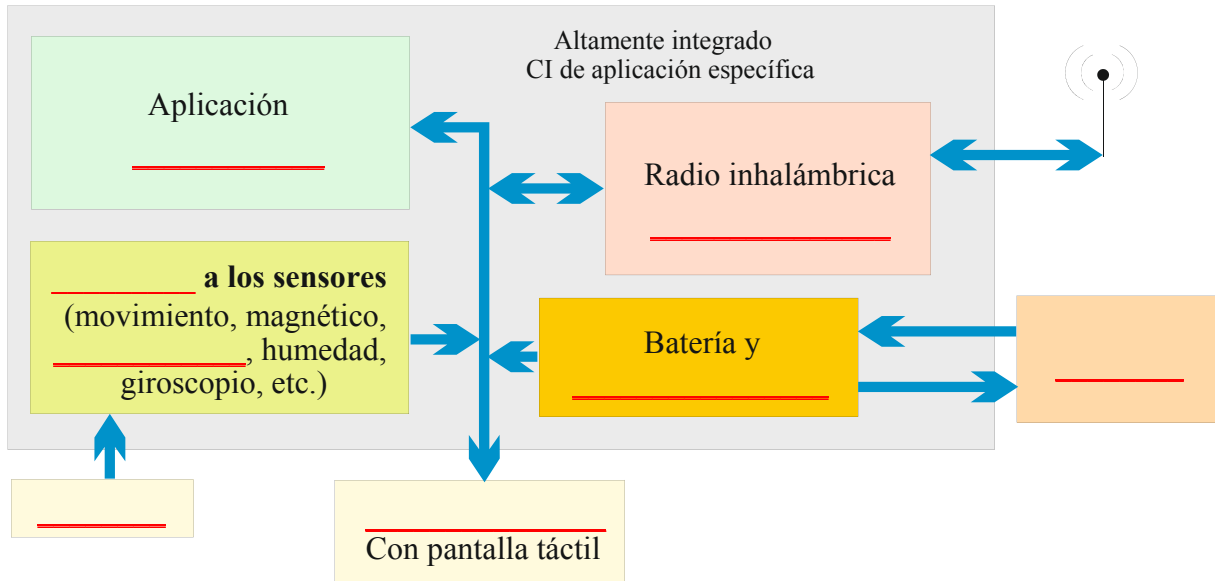 Altamente integrado
CI de aplicación específica
Aplicación
Radio inhalámbrica
a los sensores
(movimiento, magnético,
, humedad,
giroscopio, etc.)
Batería y
Con pantalla táctil